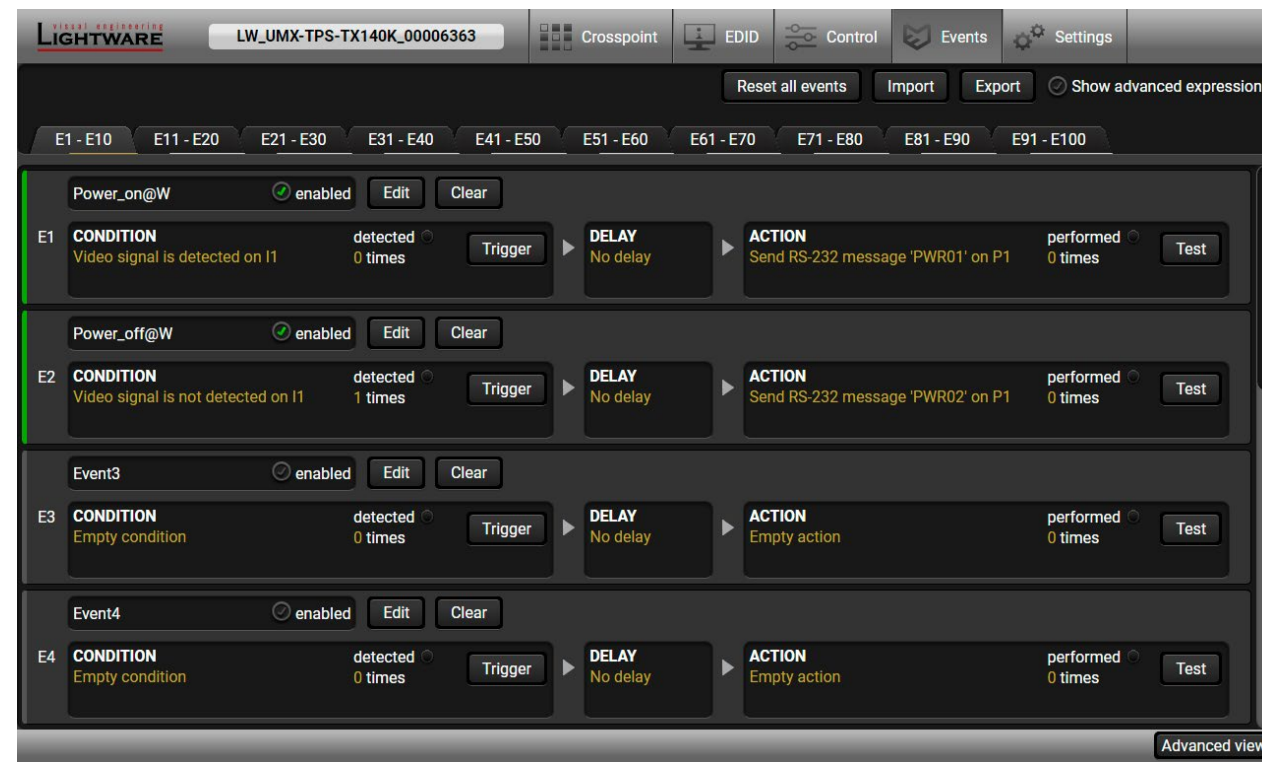 visual engineering
LIGHTWARE
LW_UMX-TPS-TX140K_00006363
Crosspoint
EDID
Control
Events
Settings
Reset all events
Import
Export
Show advanced expression
E1 - E10
E11 - E20
E21 - E30
E31 - E40
E41 - E50
E51 - E60
E61 - E70
E71 - E80
E81 - E90
E91 - E100
Power_on@W
enabled
Edit
Clear
E1
CONDITION
Video signal is detected on I1
detected
0 times
Trigger
DELAY
No delay
ACTION
Send RS-232 message 'PWR01' on P1
performed
0 times
Test
Power_off@W
enabled
Edit
Clear
E2
CONDITION
Video signal is not detected on I1
detected
1 times
Trigger
DELAY
No delay
ACTION
Send RS-232 message 'PWR02' on P1
performed
0 times
Test
Event3
enabled
Edit
Clear
E3
CONDITION
Empty condition
detected
0 times
Trigger
DELAY
No delay
ACTION
Empty action
performed
0 times
Test
Event4
enabled
Edit
Clear
E4
CONDITION
Empty condition
detected
0 times
Trigger
DELAY
No delay
ACTION
Empty action
performed
0 times
Test
Advanced view